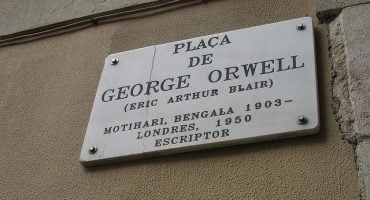 PLAÇA
DE
GEORGE ORWELL
(ERIC ARTHUR BLAIR)
MOTIHARI, BENGALA 1903–
LONDRES, 1950
ESCRIPTOR